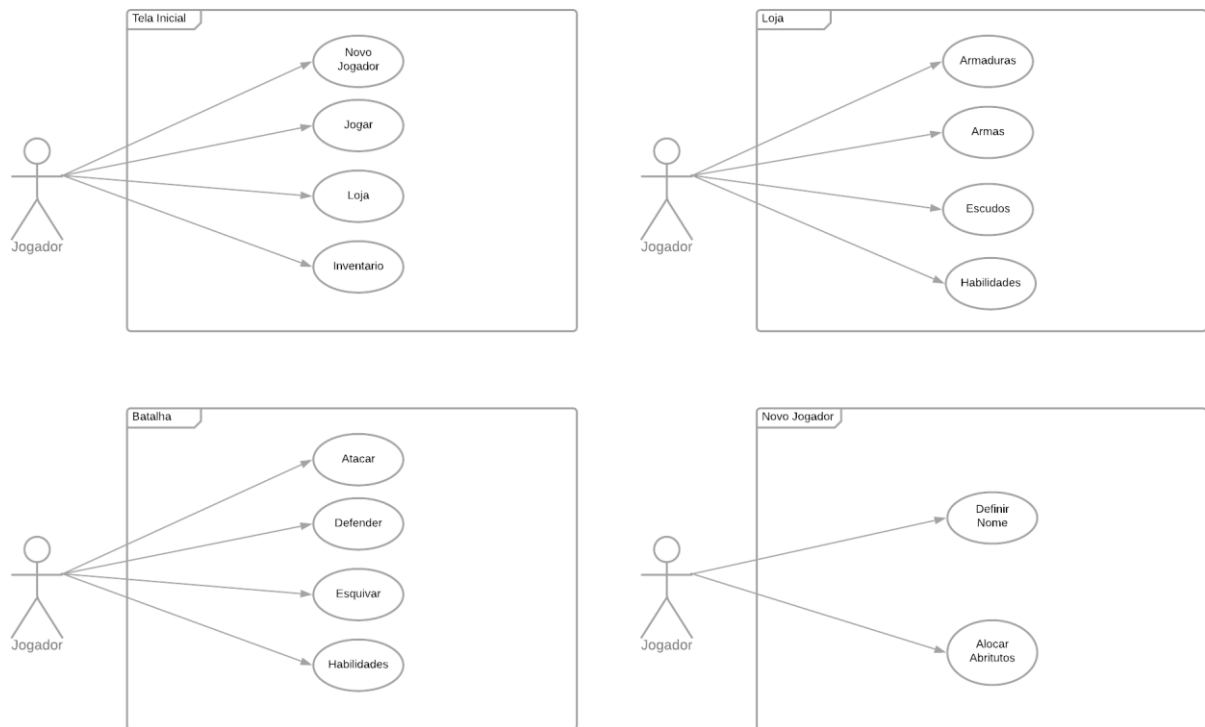 Tela Inicial
Novo
Jogador
Jogar
Loja
Inventario
Jogador
Loja
Armaduras
Armas
Escudos
Habilidades
Jogador
Batalha
Atacar
Defender
Esquivar
Habilidades
Jogador
Novo Jogador
Definir
Nome
Alocar
Abritutos
Jogador